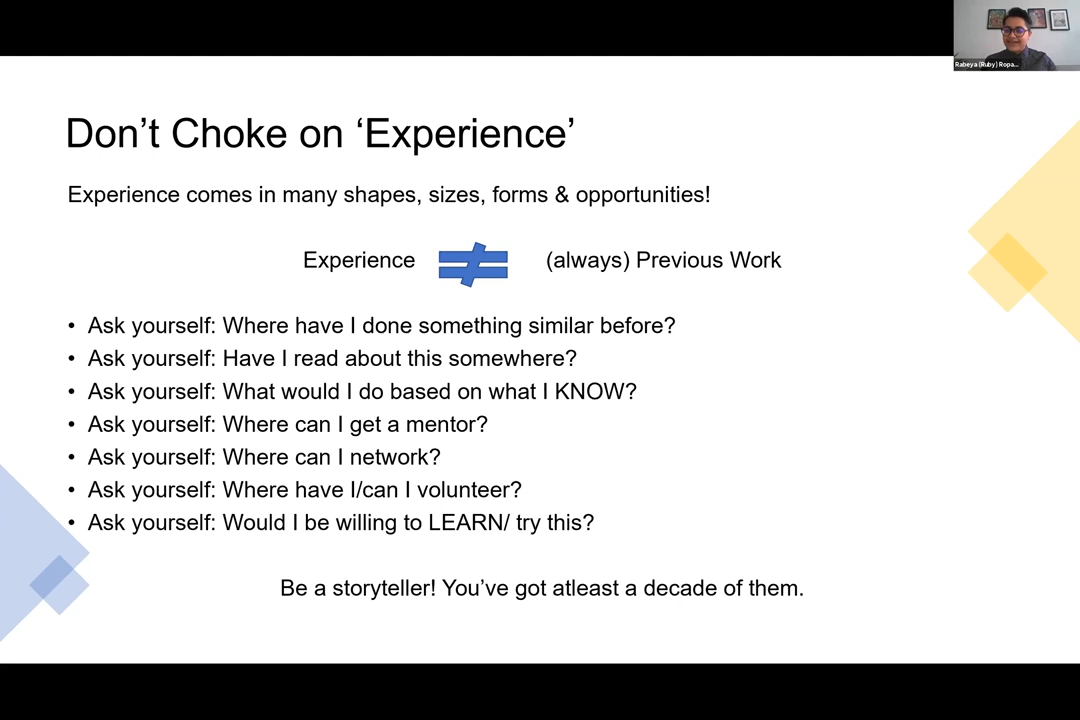 Rabeya (Ruby) Ropa...
Don’t Choke on ‘Experience’
Experience comes in many shapes, sizes, forms & opportunities!
Experience ≠ (always) Previous Work
• Ask yourself: Where have I done something similar before?
• Ask yourself: Have I read about this somewhere?
• Ask yourself: What would I do based on what I KNOW?
• Ask yourself: Where can I get a mentor?
• Ask yourself: Where can I network?
• Ask yourself: Where have I/can I volunteer?
• Ask yourself: Would I be willing to LEARN/ try this?
Be a storyteller! You’ve got atleast a decade of them.